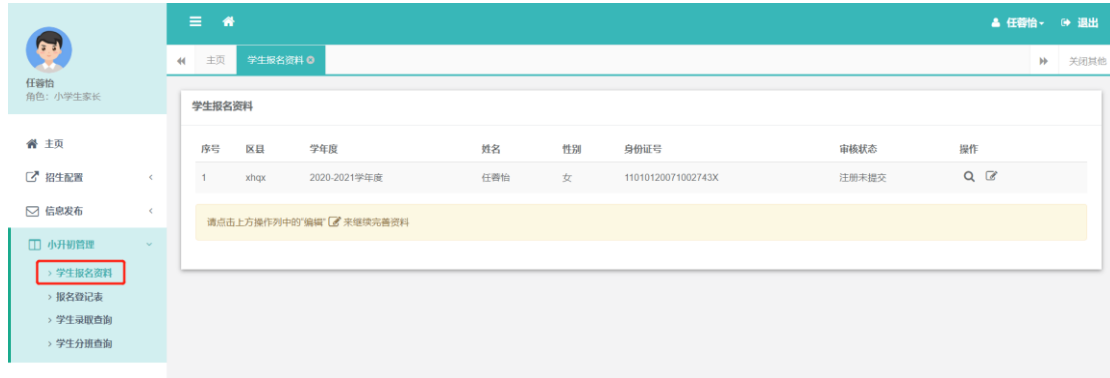 任蓉怡
退出
主页
学生报名资料
关闭其他
任蓉怡
角色：小学生家长
主页
招生配置
信息发布
小升初管理
学生报名资料
报名登记表
学生录取查询
学生分班查询
学生报名资料
序号 区县 学年度 姓名 性别 身份证号 审核状态 操作
1 xhqx 2020-2021学年度 任蓉怡 女 11010120071002743X 注册未提交
请点击上方操作列中的"编辑" 来继续完善资料